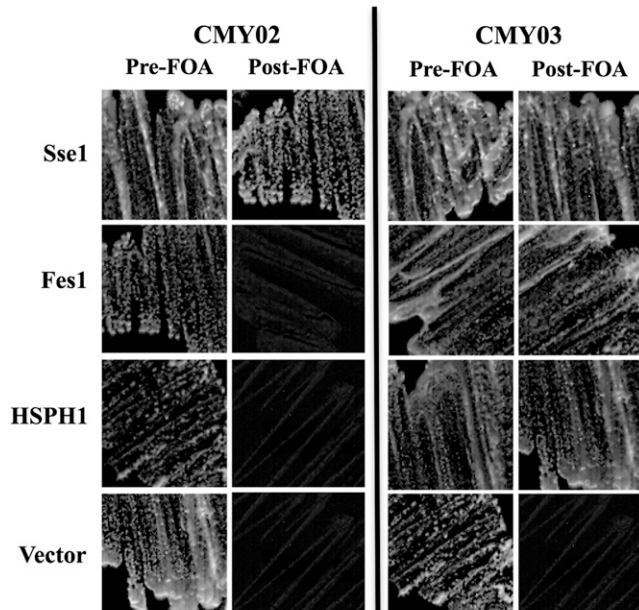 CMY02 CMY03
Pre-FOA Post-FOA Pre-FOA Post-FOA
Sse1
Fes1
HSPH1
Vector